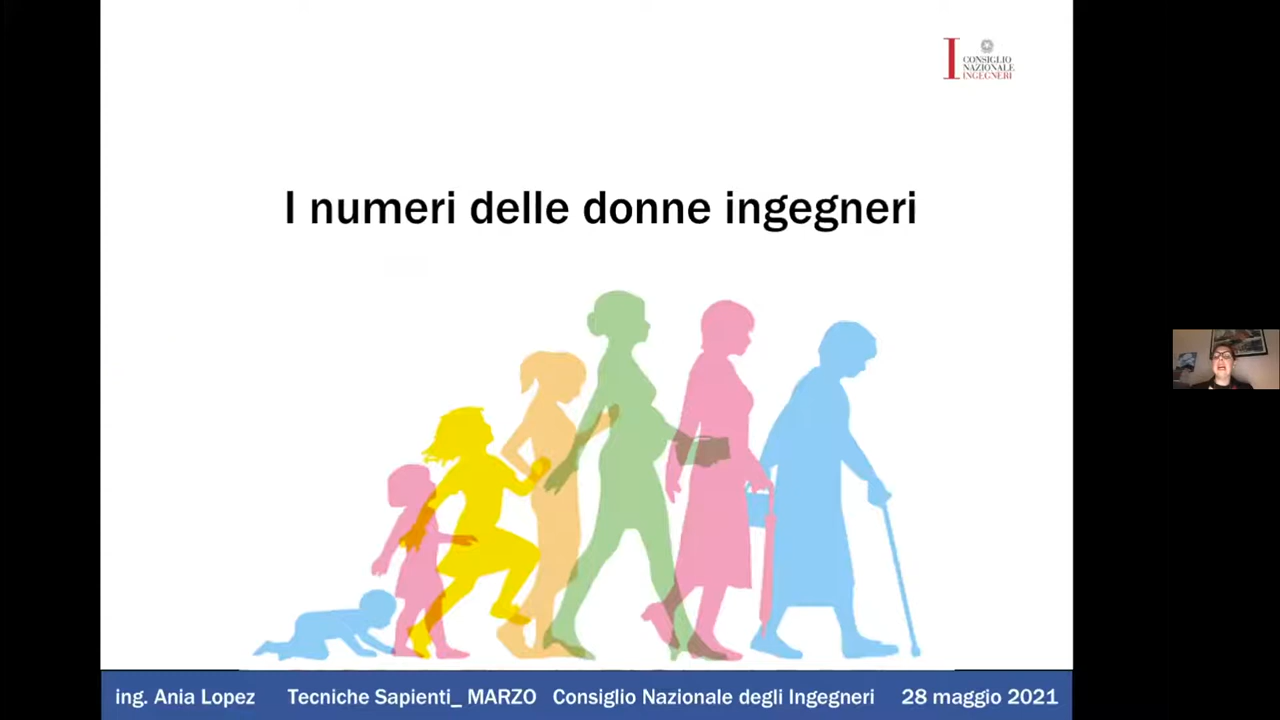 I CONSIGLIO
NAZIONALE
INGEGNERI
I numeri delle donne ingegneri
ing. Ania Lopez Tecniche Sapienti_ MARZO Consiglio Nazionale degli Ingegneri 28 maggio 2021